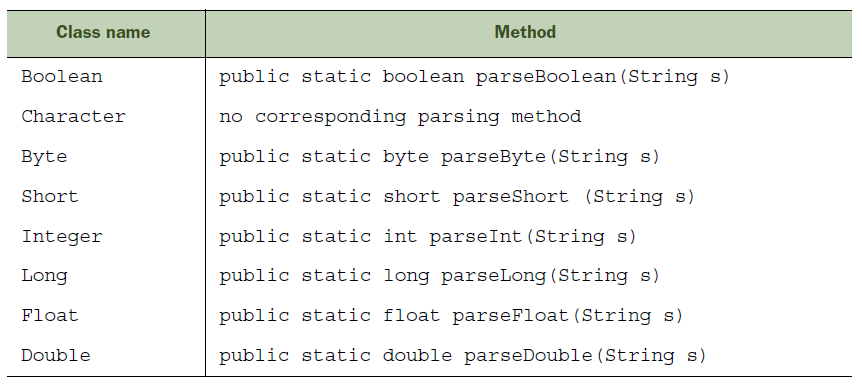 Class name Method
Boolean public static boolean parseBoolean(String s)
Character no corresponding parsing method
Byte public static byte parseByte(String s)
Short public static short parseShort (String s)
Integer public static int parseInt(String s)
Long public static long parseLong(String s)
Float public static float parseFloat(String s)
Double public static double parseDouble(String s)